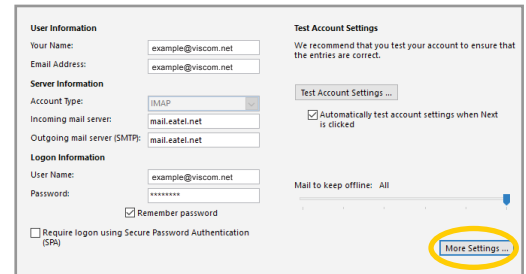 User Information
Your Name: example@viscom.net
Email Address: example@viscom.net
Server Information
Account Type: IMAP
Incoming mail server: mail.eatel.net
Outgoing mail server (SMTP): mail.eatel.net
Logon Information
User Name: example@viscom.net
Password: ********
Remember password
Require logon using Secure Password Authentication
(SPA)
Test Account Settings
We recommend that you test your account to ensure that
the entries are correct.
Test Account Settings ...
Automatically test account settings when Next
is clicked
Mail to keep offline: All
More Settings ...